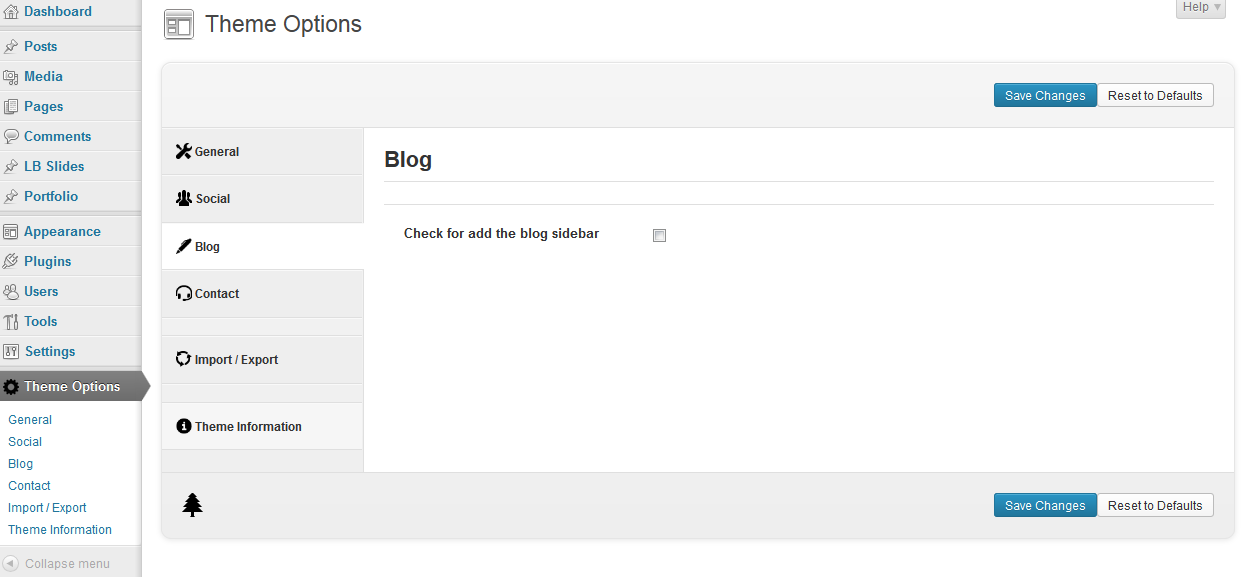 Dashboard
Posts
Media
Pages
Comments
LB Slides
Portfolio
Appearance
Plugins
Users
Tools
Settings
Theme Options
General
Social
Blog
Contact
Import / Export
Theme Information
Collapse menu
Help
Theme Options
Save Changes
Reset to Defaults
General
Social
Blog
Contact
Import / Export
Theme Information
Blog
Check for add the blog sidebar
Save Changes
Reset to Defaults